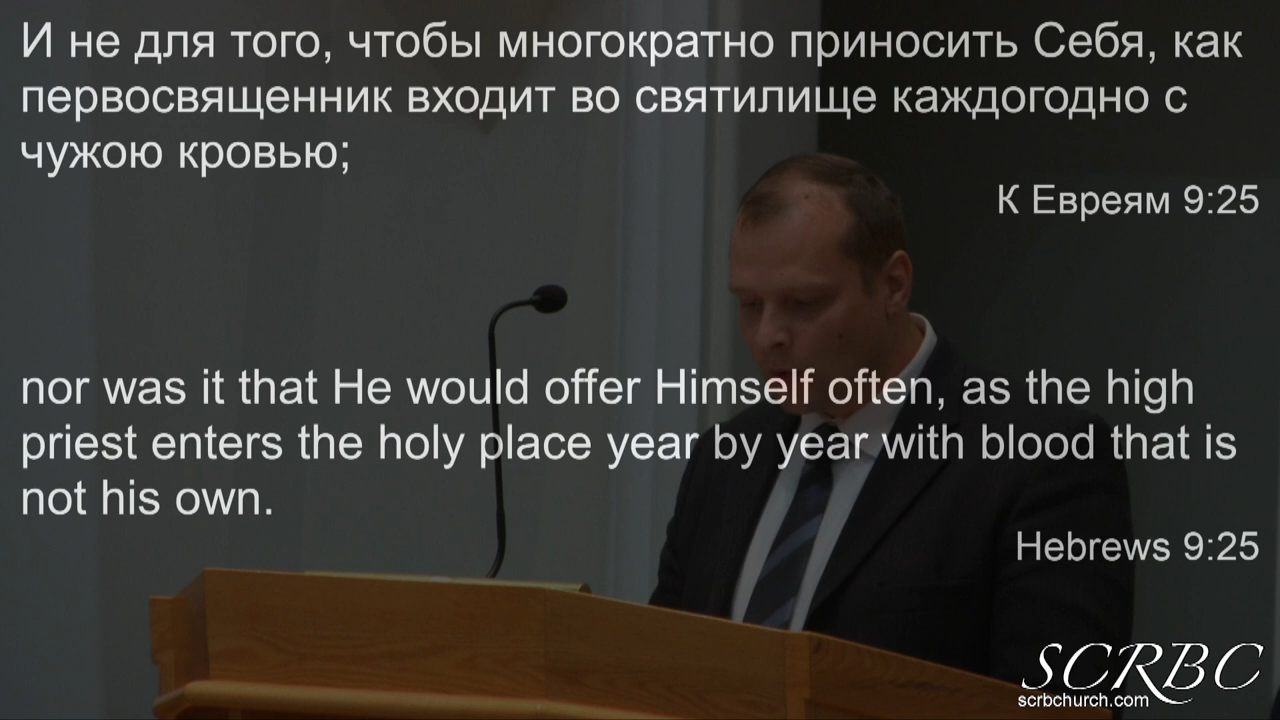 И не для того, чтобы многократно приносить Себя, как
первосвященник входит во святилище каждогодно с
чужою кровью;
К Евреям 9:25
nor was it that He would offer Himself often, as the high
priest enters the holy place year by year with blood that is
not his own.
Hebrews 9:25
SCRBC
scrbchurch.com